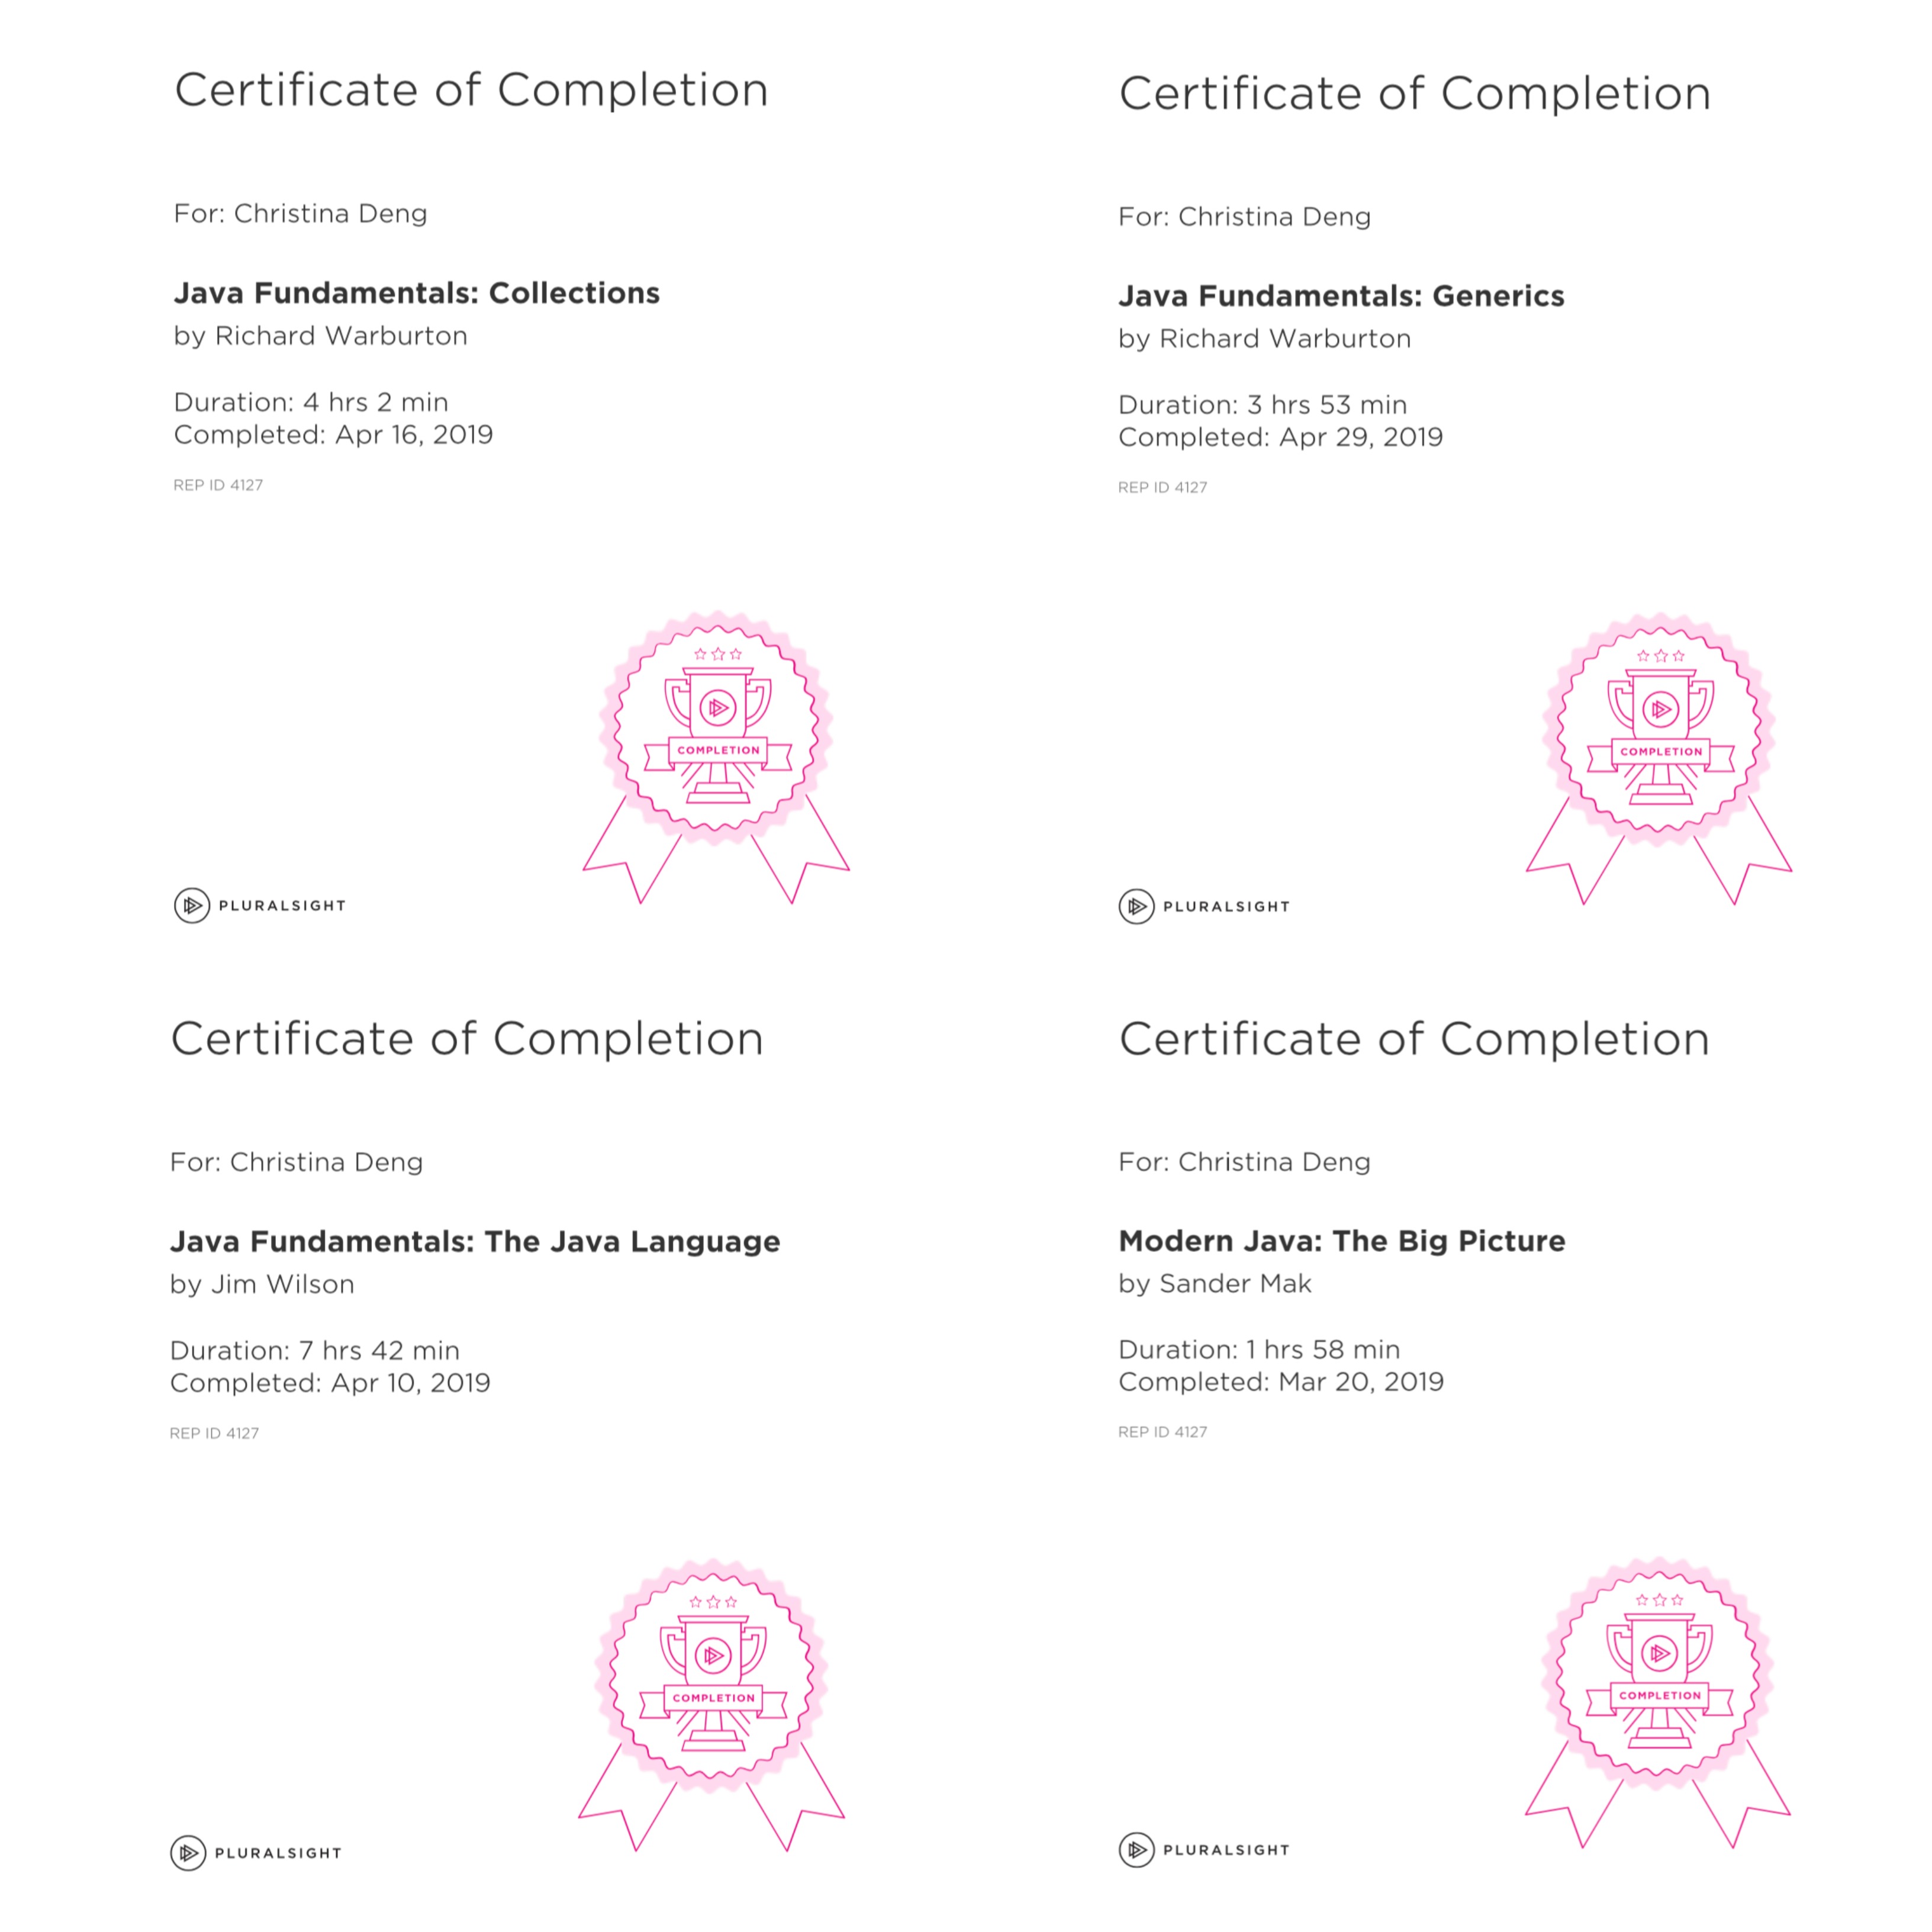 Certificate of Completion
For: Christina Deng
Java Fundamentals: Collections
by Richard Warburton
Duration: 4 hrs 2 min
Completed: Apr 16, 2019
REP ID 4127
COMPLETION
PLURALSIGHT
Certificate of Completion
For: Christina Deng
Java Fundamentals: Generics
by Richard Warburton
Duration: 3 hrs 53 min
Completed: Apr 29, 2019
REP ID 4127
COMPLETION
PLURALSIGHT
Certificate of Completion
For: Christina Deng
Java Fundamentals: The Java Language
by Jim Wilson
Duration: 7 hrs 42 min
Completed: Apr 10, 2019
REP ID 4127
COMPLETION
PLURALSIGHT
Certificate of Completion
For: Christina Deng
Modern Java: The Big Picture
by Sander Mak
Duration: 1 hrs 58 min
Completed: Mar 20, 2019
REP ID 4127
COMPLETION
PLURALSIGHT